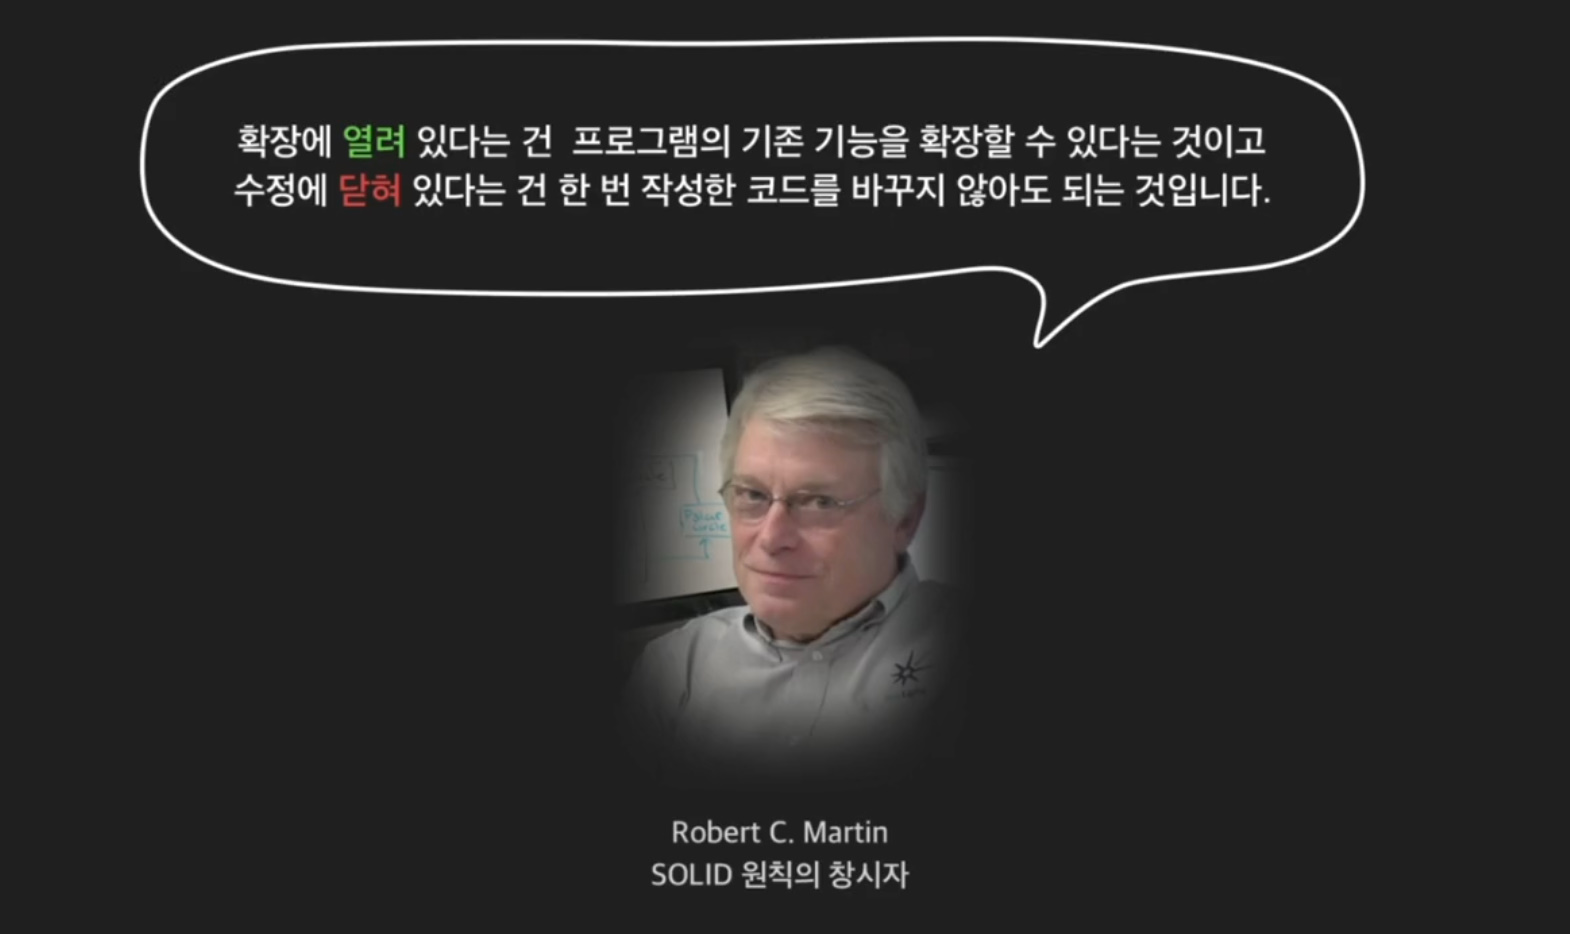 확장에 열려 있다는 건 프로그램의 기존 기능을 확장할 수 있다는 것이고
수정에 닫혀 있다는 건 한 번 작성한 코드를 바꾸지 않아도 되는 것입니다.
Robert C. Martin
SOLID 원칙의 창시자